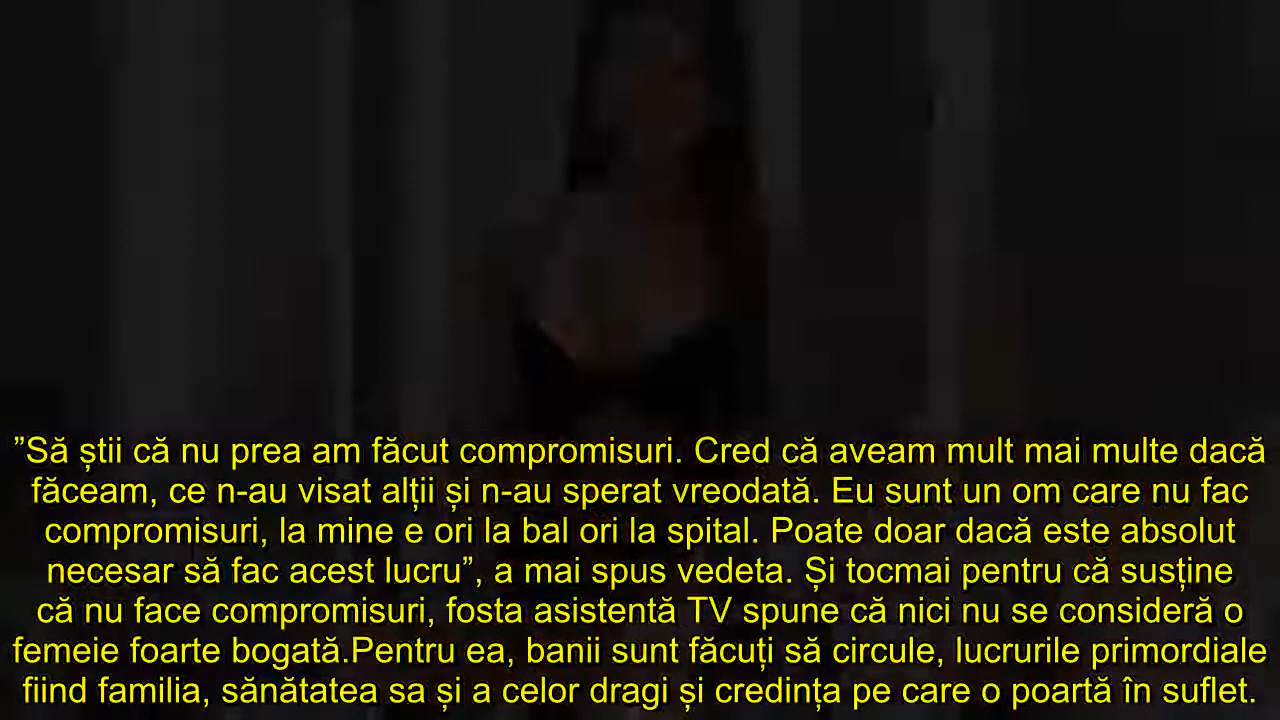 ”Să știi că nu prea am făcut compromisuri. Cred că aveam mult mai multe dacă
făceam, ce n-au visat alții și n-au sperat vreodată. Eu sunt un om care nu fac
compromisuri, la mine e ori la bal ori la spital. Poate doar dacă este absolut
necesar să fac acest lucru”, a mai spus vedeta. Și tocmai pentru că susține
că nu face compromisuri, fosta asistentă TV spune că nici nu se consideră o
femeie foarte bogată.Pentru ea, banii sunt făcuți să circule, lucrurile primordiale
fiind familia, sănătatea sa și a celor dragi și credința pe care o poartă în suflet.